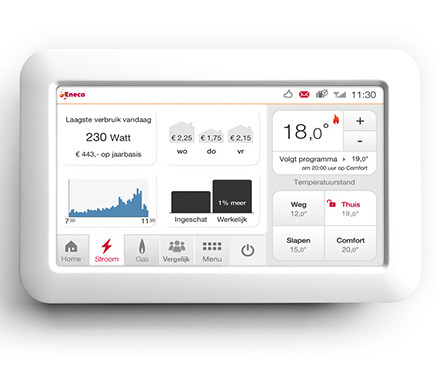 Eneco
11:30
Laagste verbruik vandaag
230 Watt
€ 443,- op jaarbasis
€ 2,25 € 1,75 € 2,15
wo do vr
18,0°
+
-
Volgt programma 19,0°
om 20:00 uur op Comfort
Temperatuurstand
7:30 11:30
1% meer
Ingeschat Werkelijk
Weg
12,0°
Thuis
19,0°
Slapen
15,0°
Comfort
20,0°
Home
Stroom
Gas
Vergelijk
Menu